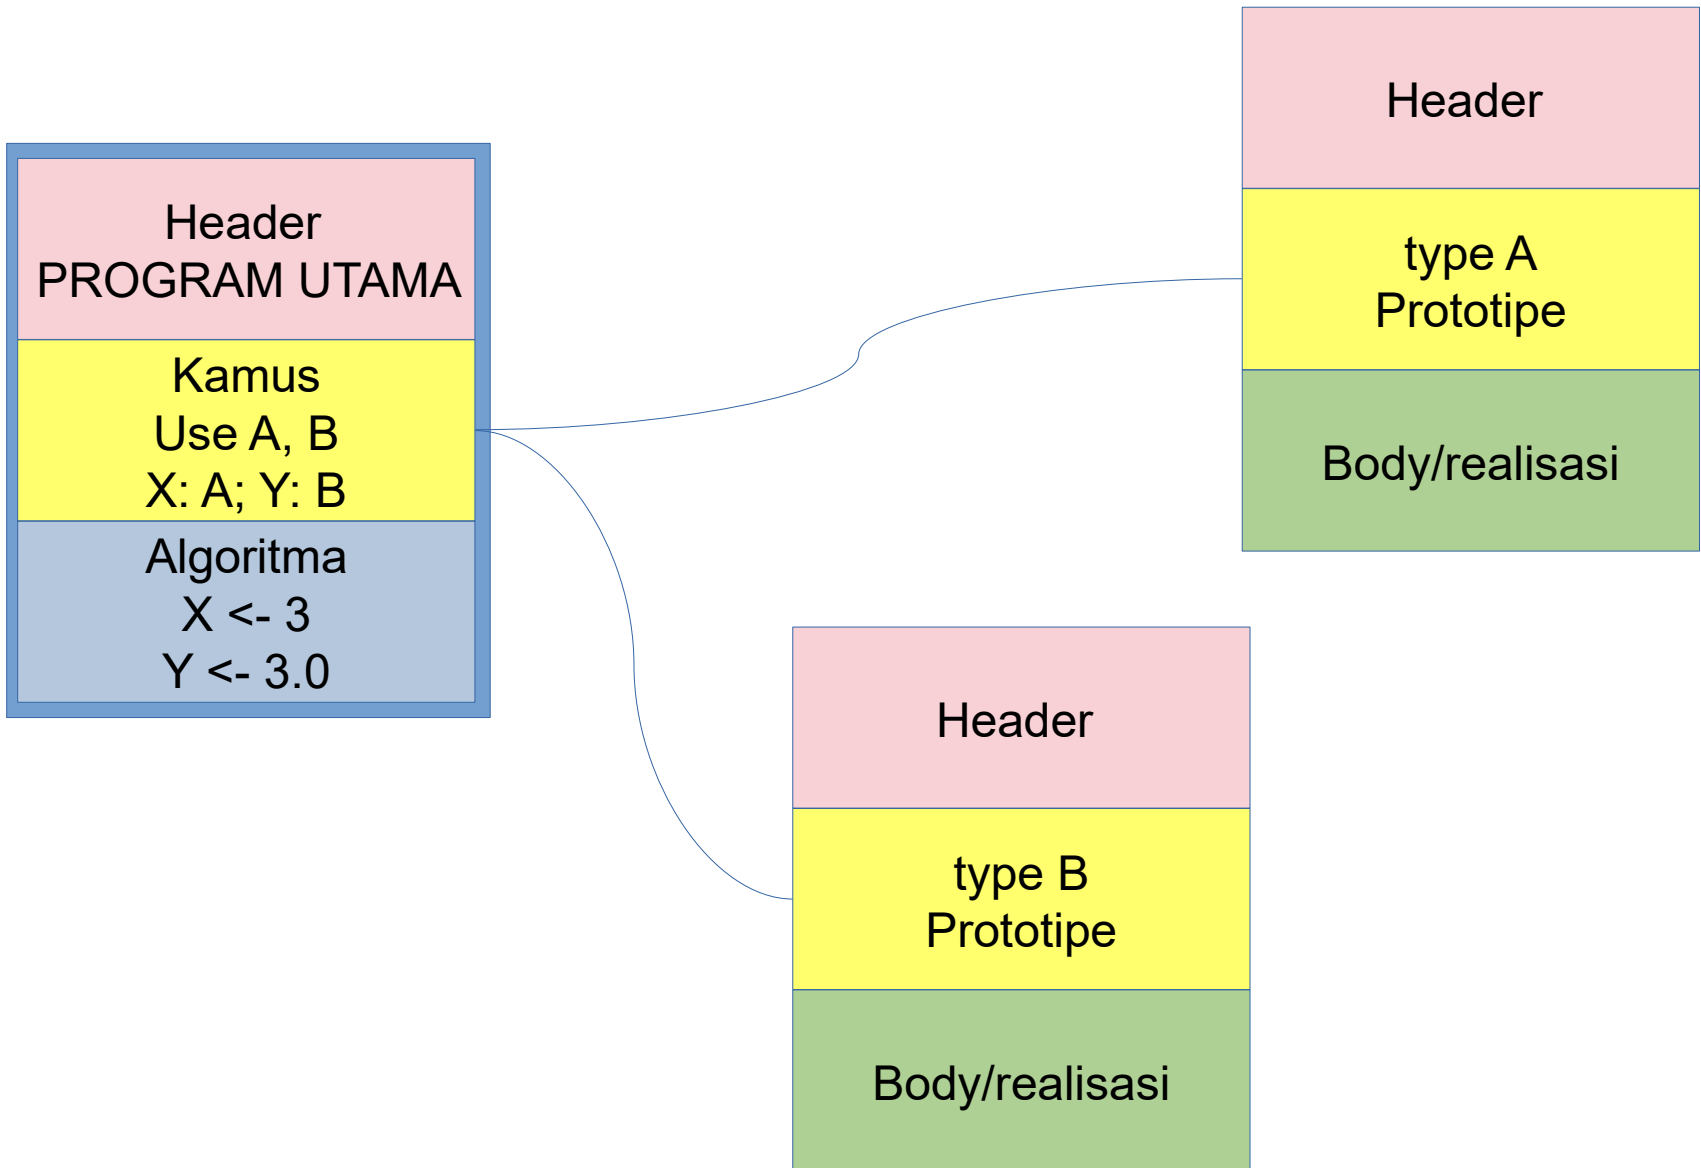 Header
PROGRAM UTAMA
Kamus
Use A, B
X: A; Y: B
Algoritma
X <- 3
Y <- 3.0
Header
type A
Prototipe
Body/realisasi
Header
type B
Prototipe
Body/realisasi